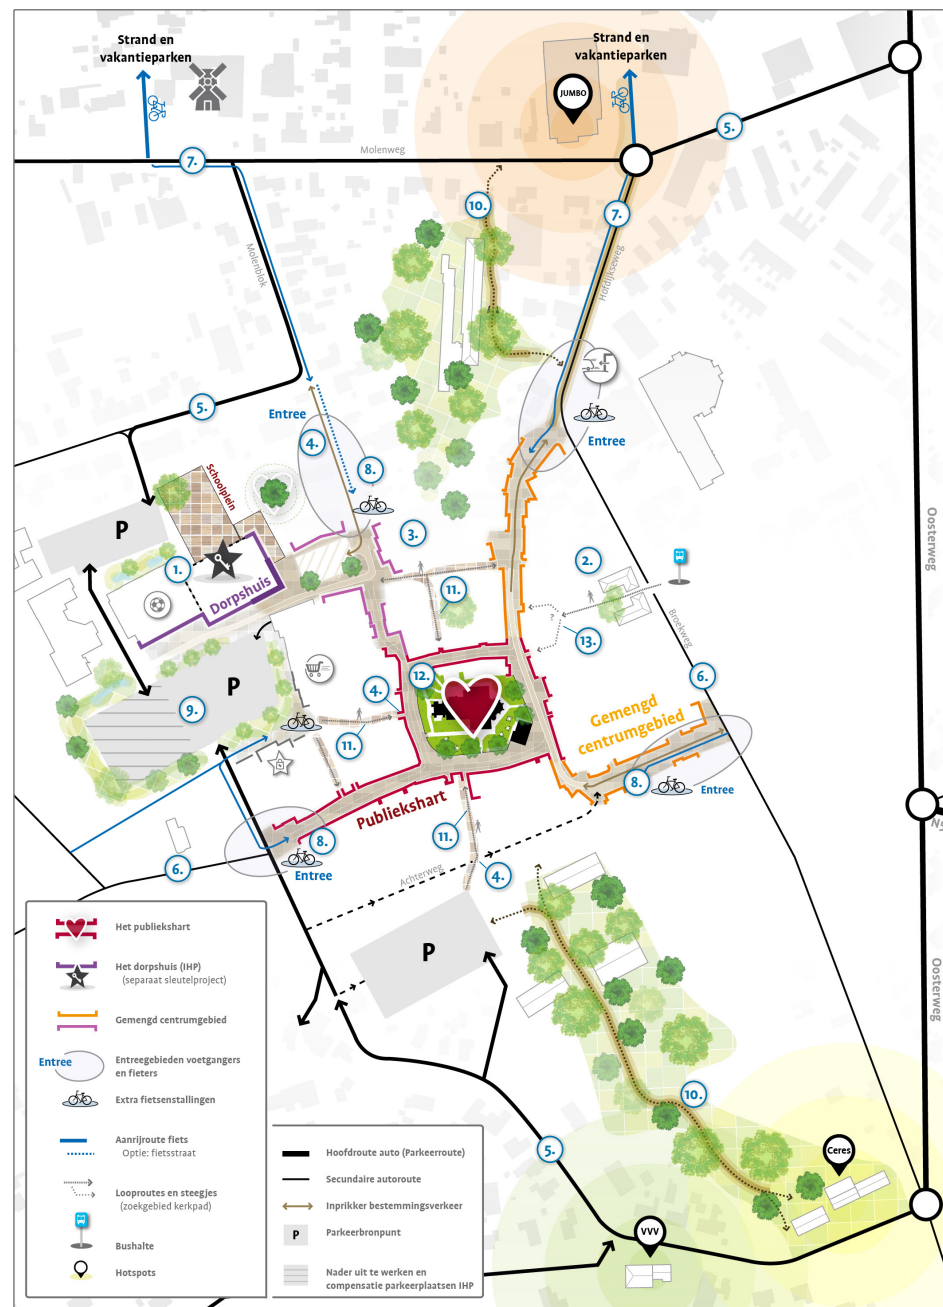 Strand en
vakantieparken
Strand en
vakantieparken
JUMBO
5.
Molenweg
7.
10.
7.
Molenblok
Hofdijkseweg
5.
Entree
4.
8.
Entree
Schoolplein
P
3.
1.
Dorpshuis
2.
11.
?
13.
Oosterweg
Broekweg
6.
12.
4.
P
9.
11.
Gemengd
centrumgebied
8.
Entree
Publiekshart
8.
Entree
6.
11.
4.
Achterweg
P
Oosterweg
10.
5.
Ceres
VVV
Het publiekshart
Het dorpshuis (IHP)
(separaat sleutelproject)
Gemengd centrumgebied
Entree
Entreegebieden voetgangers
en fieters
Extra fietsenstallingen
Aanrijroute fiets
Optie: fietsstraat
Looproutes en steegjes
(zoekgebied kerkpad)
Bushalte
Hotspots
Hoofdroute auto (Parkeerroute)
Secundaire autoroute
Inprikker bestemmingsverkeer
P
Parkeerbronpunt
Nader uit te werken en
compensatie parkeerplaatsen IHP